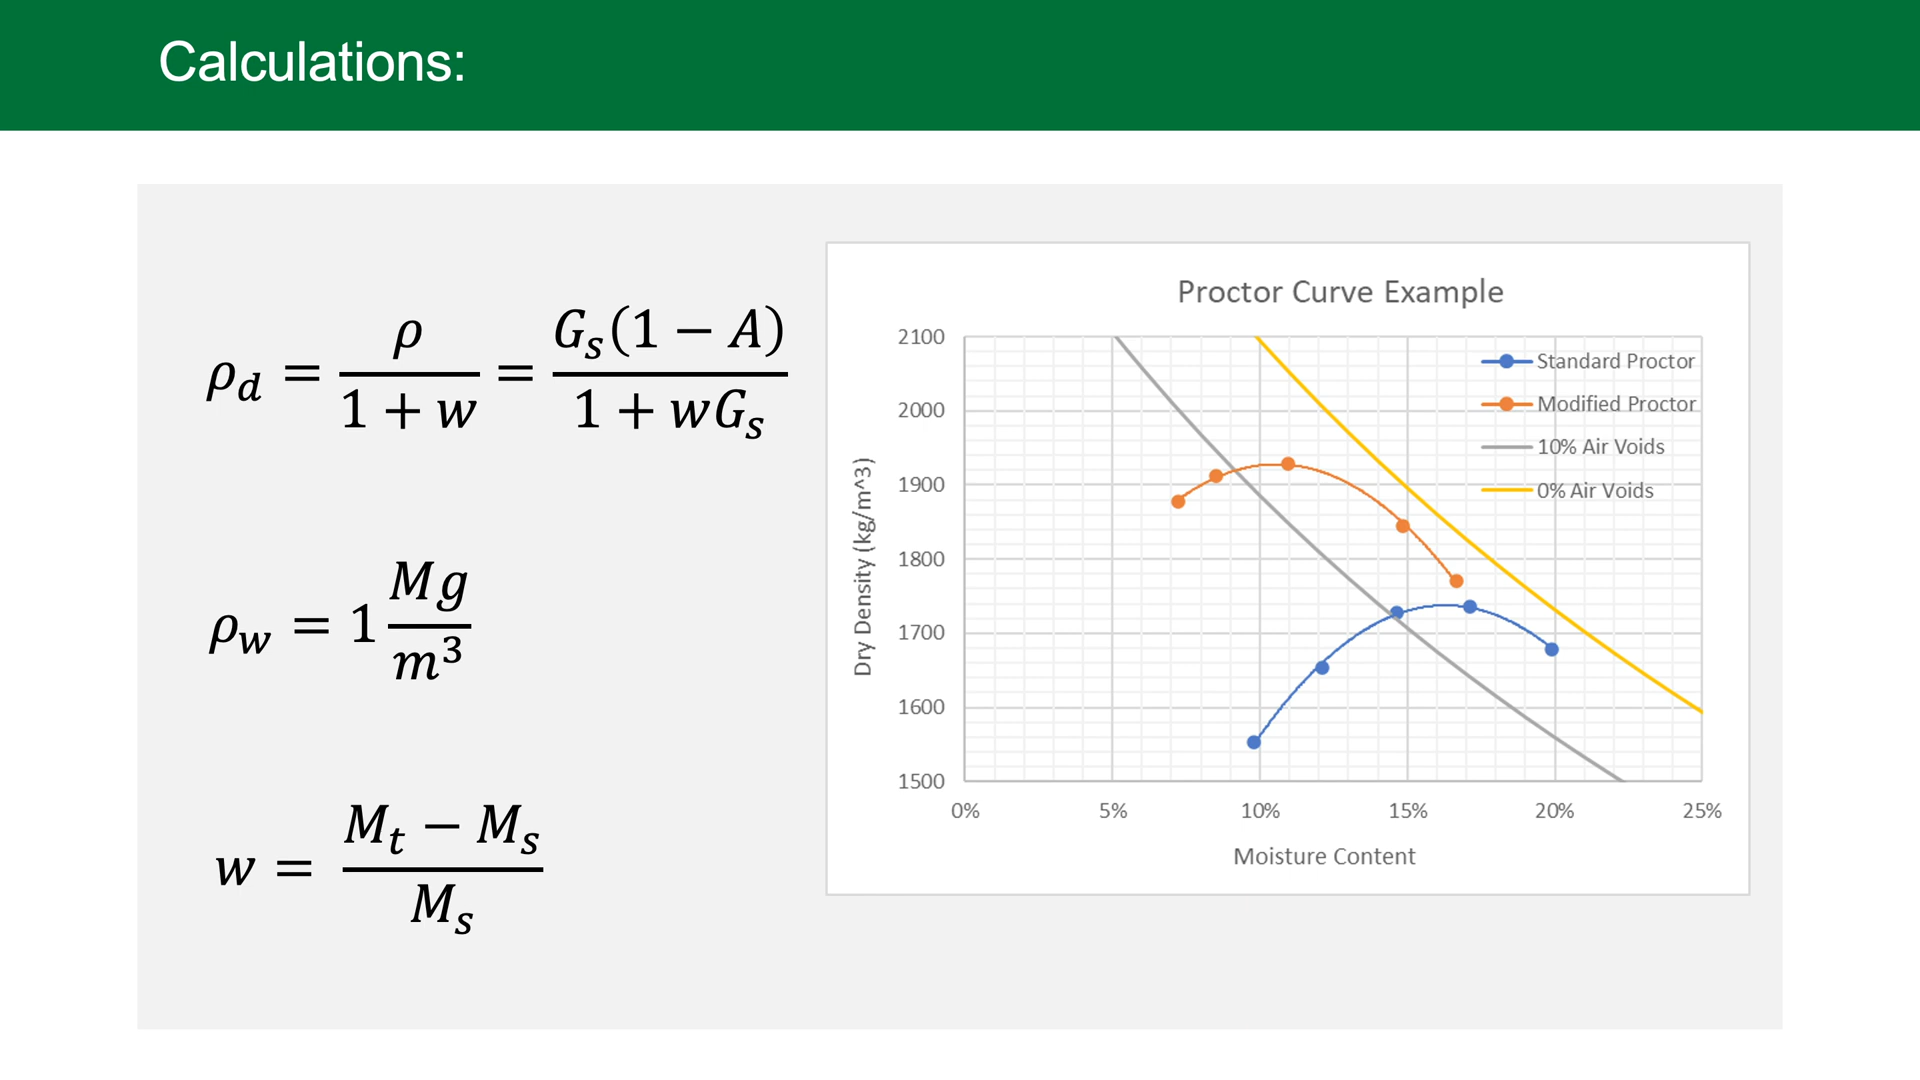 Calculations:
ρ_d = ρ / (1 + w) = G_s(1 − A) / (1 + wG_s)
ρ_w = 1 Mg / m³
w = (M_t − M_s) / M_s
Proctor Curve Example
2100
2000
1900
1800
1700
1600
1500
Dry Density (kg/m^3)
Standard Proctor
Modified Proctor
10% Air Voids
0% Air Voids
0% 5% 10% 15% 20% 25%
Moisture Content